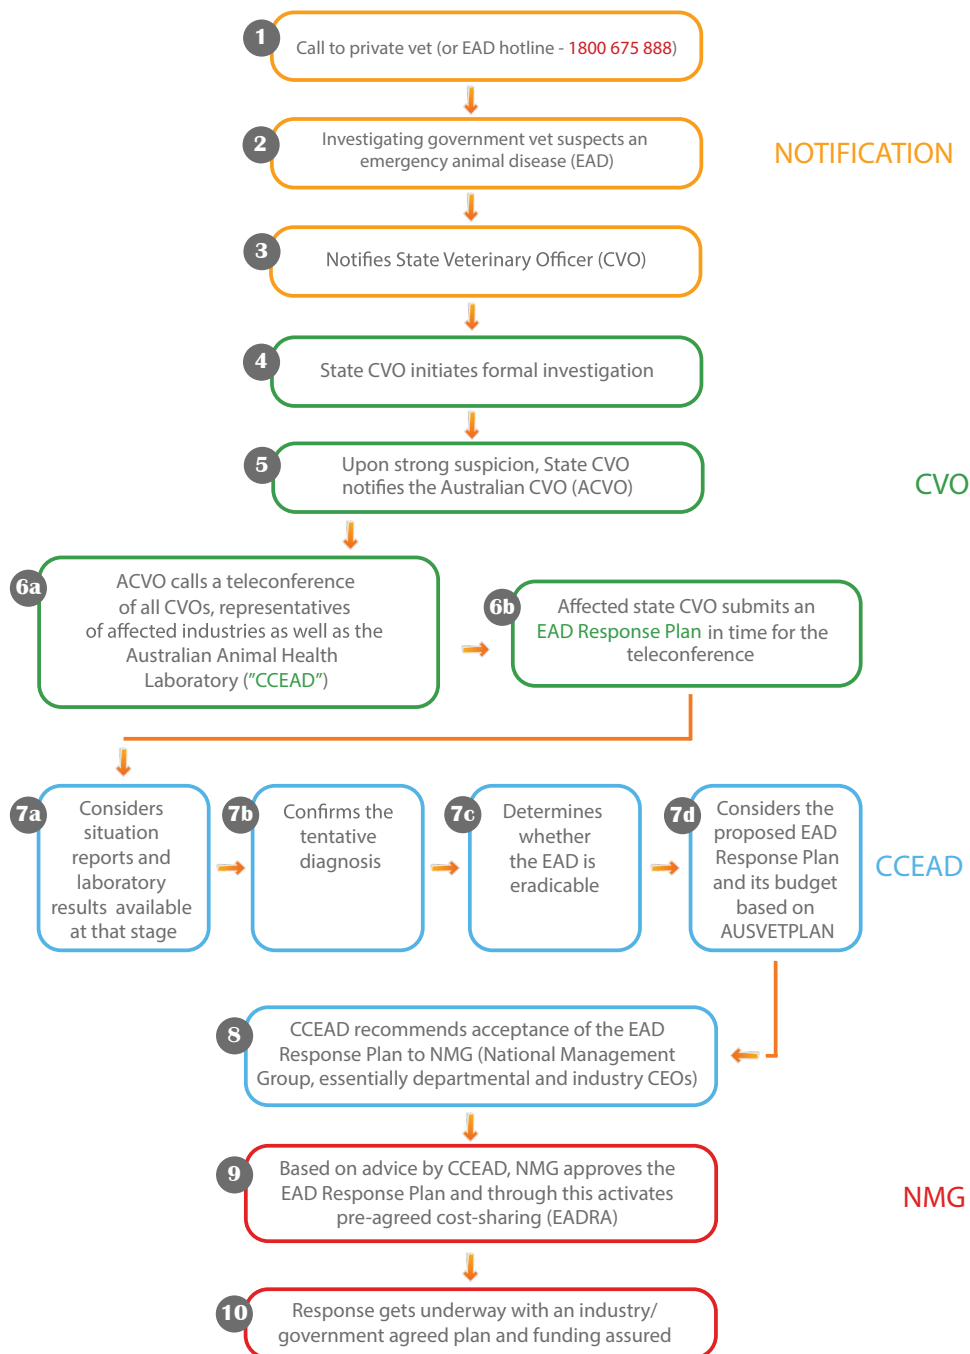 1
Call to private vet (or EAD hotline - 1800 675 888)
2
Investigating government vet suspects an
emergency animal disease (EAD)
NOTIFICATION
3
Notifies State Veterinary Officer (CVO)
4
State CVO initiates formal investigation
5
Upon strong suspicion, State CVO
notifies the Australian CVO (ACVO)
CVO
6a
ACVO calls a teleconference
of all CVOs, representatives
of affected industries as well as the
Australian Animal Health
Laboratory (”CCEAD”)
6b
Affected state CVO submits an
EAD Response Plan in time for the
teleconference
7a
Considers
situation
reports and
laboratory
results available
at that stage
7b
Confirms the
tentative
diagnosis
7c
Determines
whether
the EAD is
eradicable
7d
Considers the
proposed EAD
Response Plan
and its budget
based on
AUSVETPLAN
CCEAD
8
CCEAD recommends acceptance of the EAD
Response Plan to NMG (National Management
Group, essentially departmental and industry CEOs)
9
Based on advice by CCEAD, NMG approves the
EAD Response Plan and through this activates
pre-agreed cost-sharing (EADRA)
NMG
10
Response gets underway with an industry/
government agreed plan and funding assured